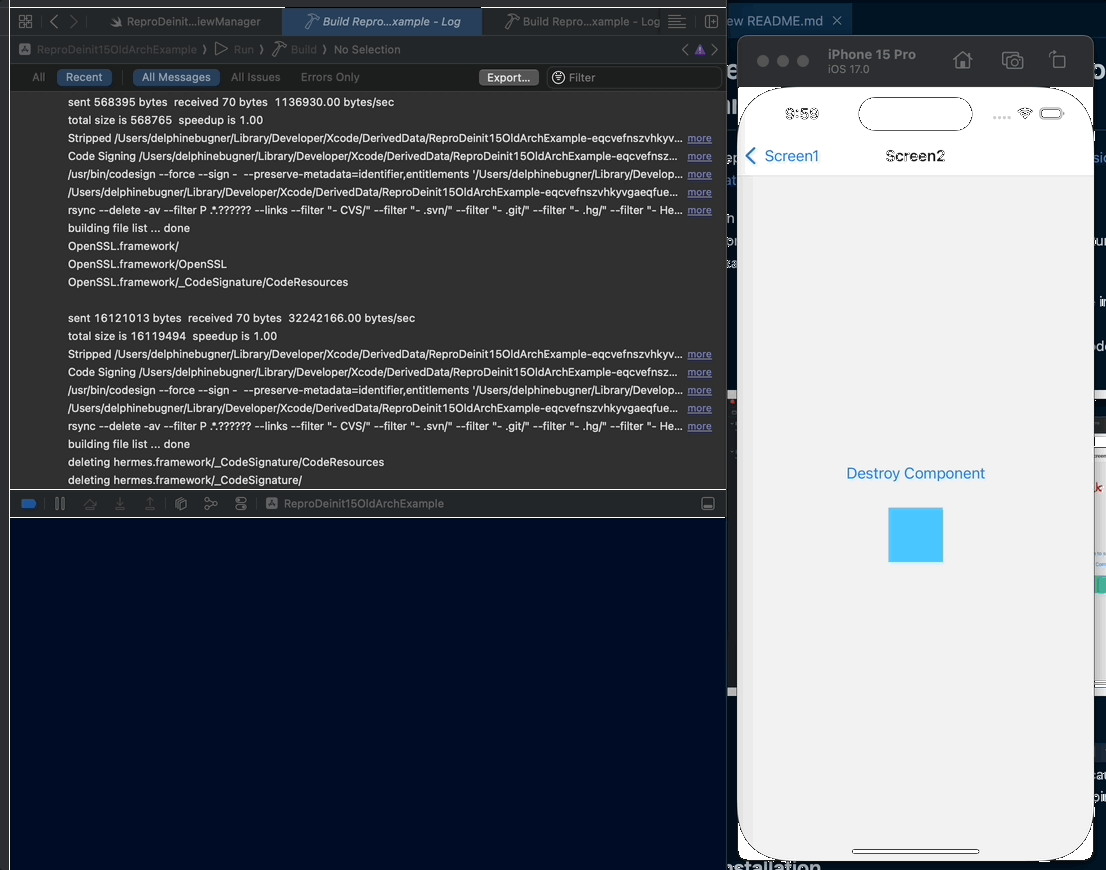 ReproDeinit...iewManager
Build Repro...xample - Log
Build Repro...xample - Log
ReproDeinit15OldArchExample
Run
Build
No Selection
All
Recent
All Messages
All Issues
Errors Only
Export...
Filter
sent 568395 bytes  received 70 bytes  1136930.00 bytes/sec
total size is 568765  speedup is 1.00
Stripped /Users/delphinebugner/Library/Developer/Xcode/DerivedData/ReproDeinit15OldArchExample-eqcvefnszvhkyv... more
Code Signing /Users/delphinebugner/Library/Developer/Xcode/DerivedData/ReproDeinit15OldArchExample-eqcvefnsz... more
/usr/bin/codesign --force --sign -  --preserve-metadata=identifier,entitlements '/Users/delphinebugner/Library/Develop... more
/Users/delphinebugner/Library/Developer/Xcode/DerivedData/ReproDeinit15OldArchExample-eqcvefnszvhkyvgaeqfue... more
rsync --delete -av --filter P .*.?????? --links --filter "- CVS/" --filter "- .svn/" --filter "- .git/" --filter "- .hg/" --filter "- He... more
building file list ... done
OpenSSL.framework/
OpenSSL.framework/OpenSSL
OpenSSL.framework/_CodeSignature/CodeResources
sent 16121013 bytes  received 70 bytes  32242166.00 bytes/sec
total size is 16119494  speedup is 1.00
Stripped /Users/delphinebugner/Library/Developer/Xcode/DerivedData/ReproDeinit15OldArchExample-eqcvefnszvhkyv... more
Code Signing /Users/delphinebugner/Library/Developer/Xcode/DerivedData/ReproDeinit15OldArchExample-eqcvefnsz... more
/usr/bin/codesign --force --sign -  --preserve-metadata=identifier,entitlements '/Users/delphinebugner/Library/Develop... more
/Users/delphinebugner/Library/Developer/Xcode/DerivedData/ReproDeinit15OldArchExample-eqcvefnszvhkyvgaeqfue... more
rsync --delete -av --filter P .*.?????? --links --filter "- CVS/" --filter "- .svn/" --filter "- .git/" --filter "- .hg/" --filter "- He... more
building file list ... done
deleting hermes.framework/_CodeSignature/CodeResources
deleting hermes.framework/_CodeSignature/
ReproDeinit15OldArchExample
ew README.md
iPhone 15 Pro
iOS 17.0
9:59
Screen1
Screen2
Destroy Component
nstallation